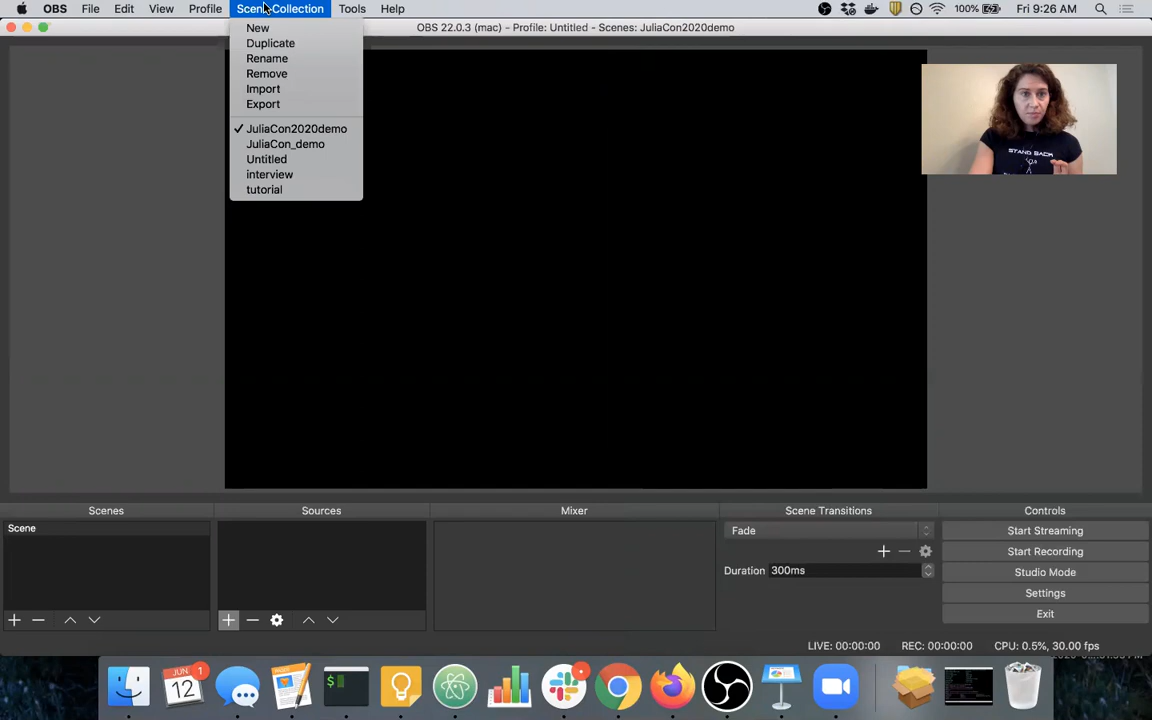 OBS File Edit View Profile Scene Collection Tools Help 100% Fri 9:26 AM
OBS 22.0.3 (mac) - Profile: Untitled - Scenes: JuliaCon2020demo
New
Duplicate
Rename
Remove
Import
Export
✓ JuliaCon2020demo
JuliaCon_demo
Untitled
interview
tutorial
STAND BACK
Scenes Sources Mixer Scene Transitions Controls
Scene
Fade
Duration 300ms
Start Streaming
Start Recording
Studio Mode
Settings
Exit
LIVE: 00:00:00 REC: 00:00:00 CPU: 0.5%, 30.00 fps
JUN
12
1
$